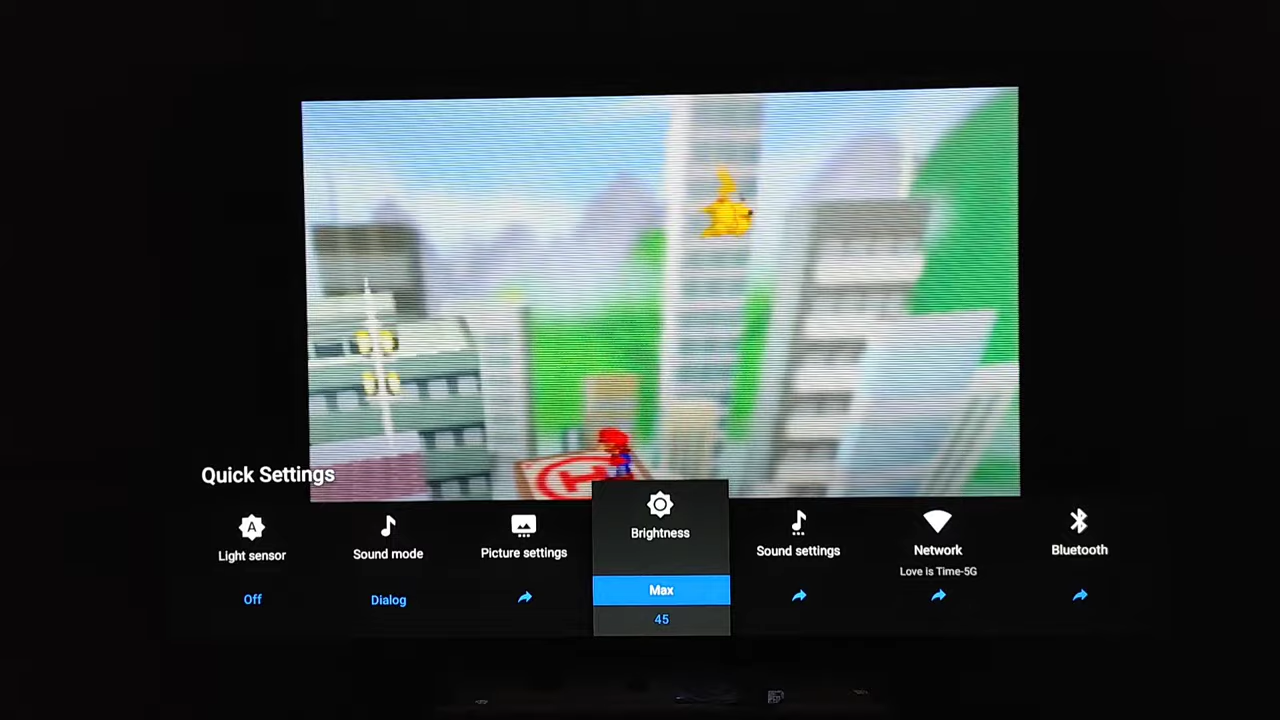 Quick Settings
Light sensor
Off
Sound mode
Dialog
Picture settings
Brightness
Max
45
Sound settings
Network
Love is Time-5G
Bluetooth